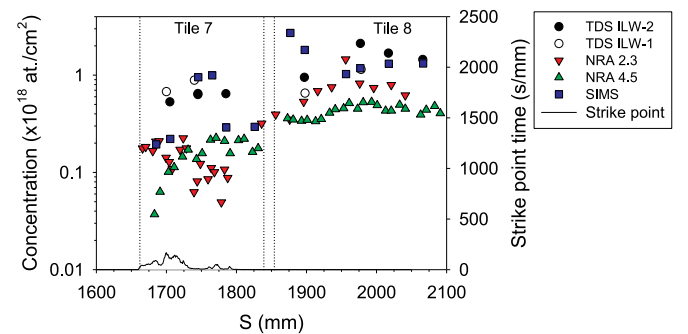 Tile 7
Tile 8
Concentration (x10^18 at./cm^2)
1
0.1
0.01
2500
2000
1500
1000
500
0
Strike point time (s/mm)
1600 1700 1800 1900 2000 2100
S (mm)
TDS ILW-2
TDS ILW-1
NRA 2.3
NRA 4.5
SIMS
Strike point